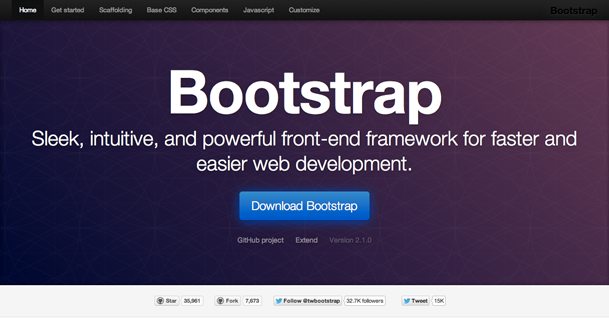 Home Get started Scaffolding Base CSS Components Javascript Customize Bootstrap
Bootstrap
Sleek, intuitive, and powerful front-end framework for faster and
easier web development.
Download Bootstrap
GitHub project Extend Version 2.1.0
Star 35,961 Fork 7,673 Follow @twbootstrap 32.7K followers Tweet 15K